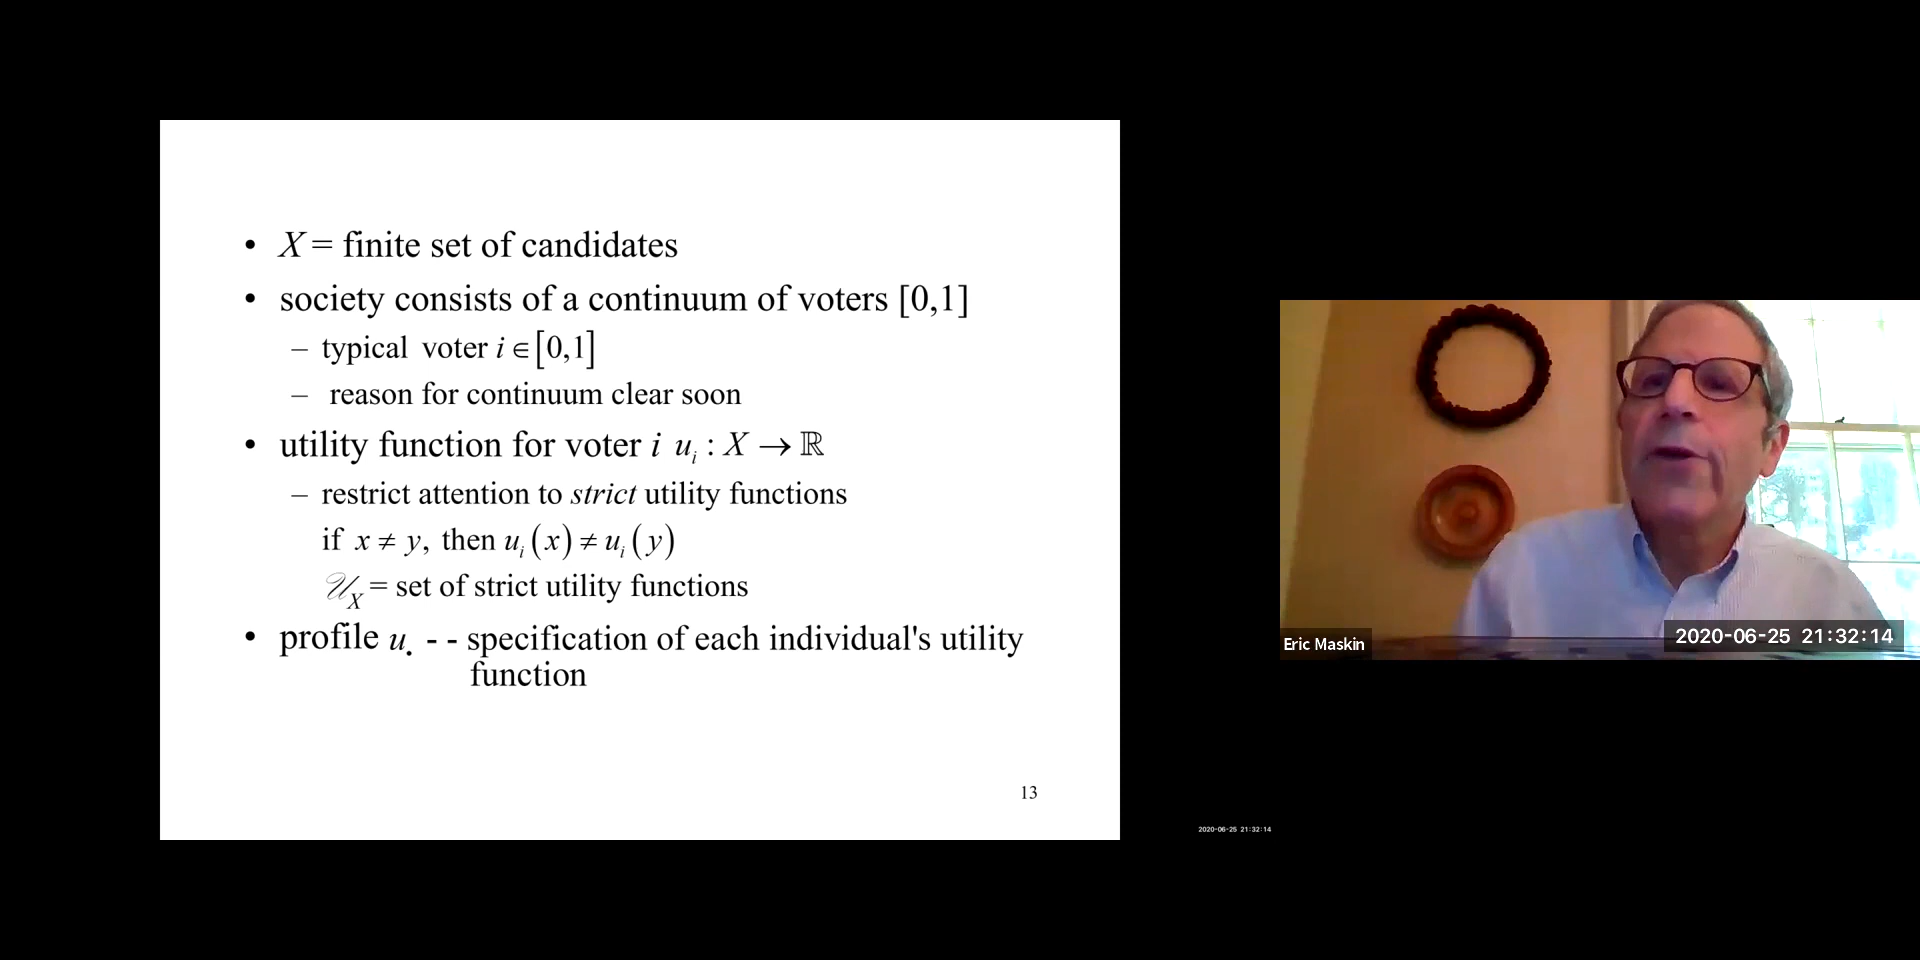 • X = finite set of candidates
• society consists of a continuum of voters [0,1]
– typical voter i ∈ [0,1]
– reason for continuum clear soon
• utility function for voter i u_i : X → ℝ
– restrict attention to strict utility functions
if x ≠ y, then u_i(x) ≠ u_i(y)
𝒰_X = set of strict utility functions
• profile u. - - specification of each individual's utility
function
13
Eric Maskin
2020-06-25 21:32:14
2020-06-25 21:32:14